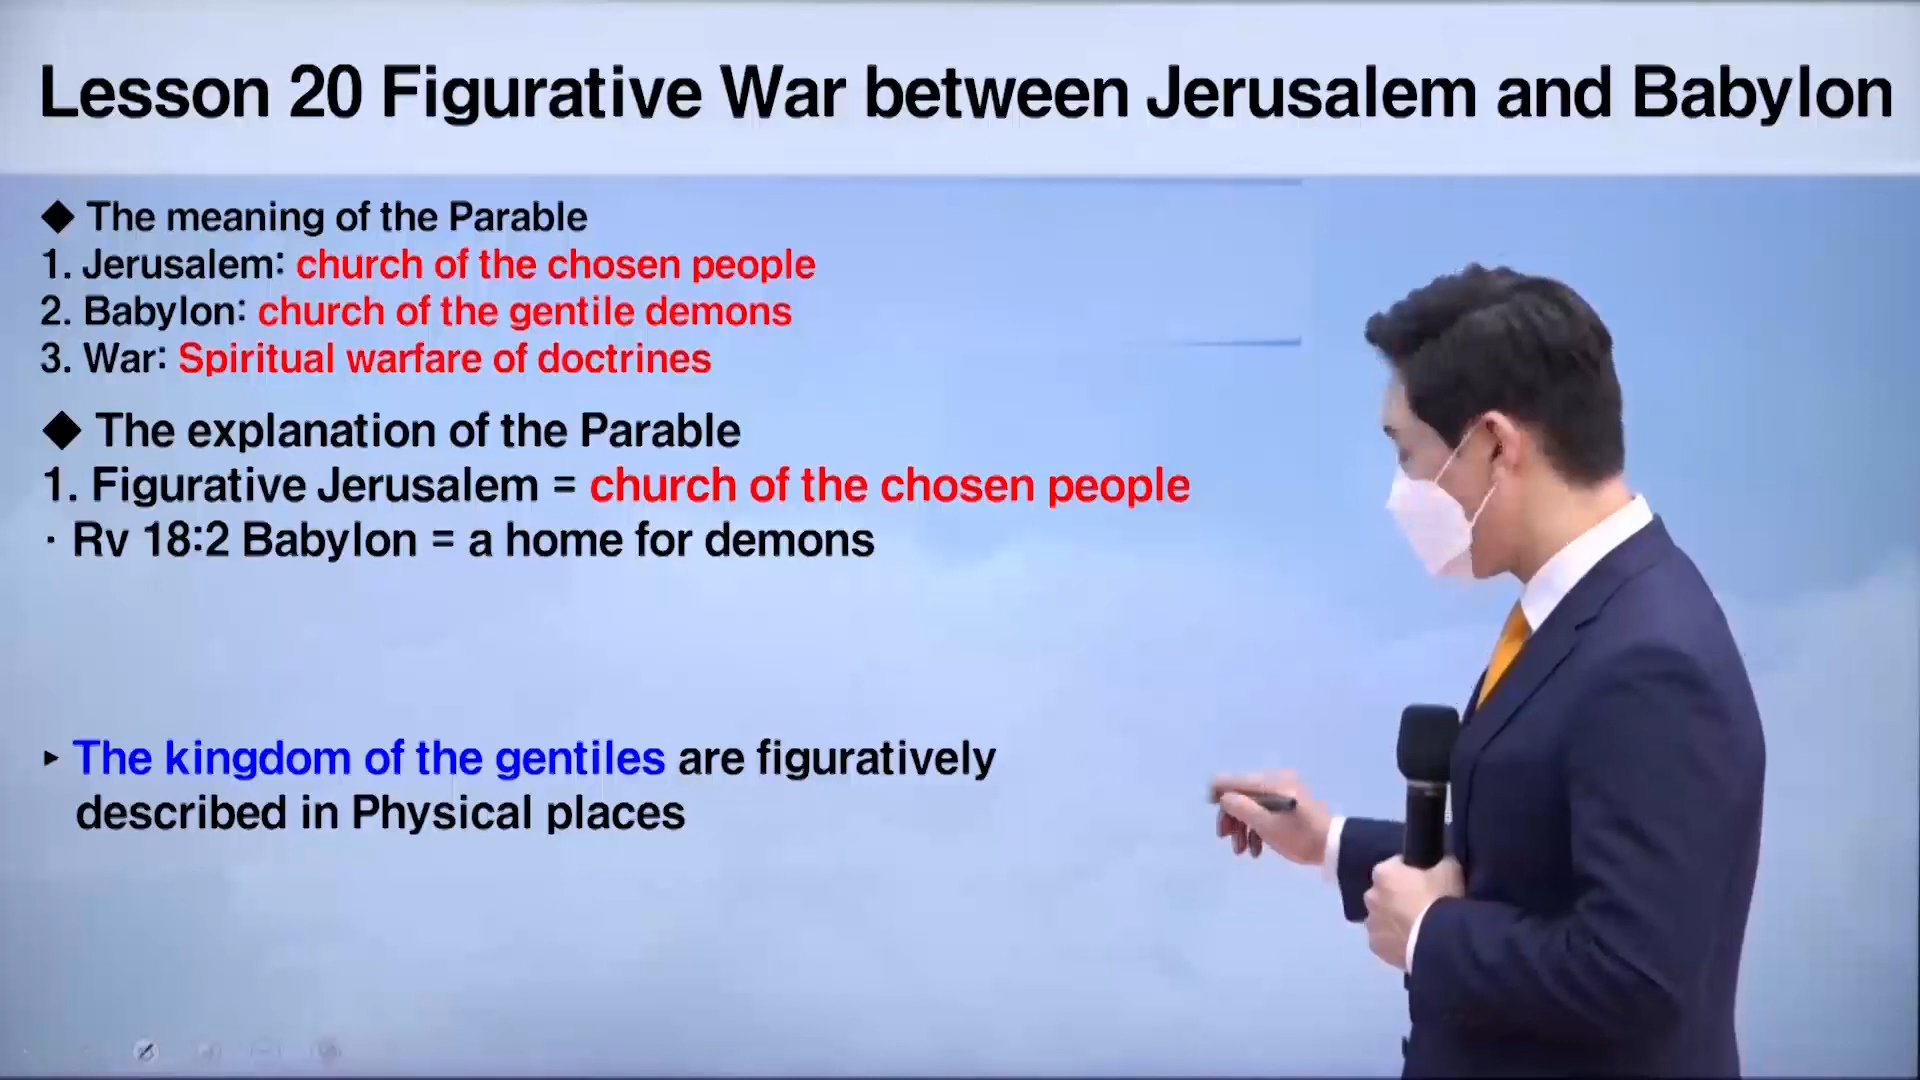 Lesson 20 Figurative War between Jerusalem and Babylon
◆ The meaning of the Parable
1. Jerusalem: church of the chosen people
2. Babylon: church of the gentile demons
3. War: Spiritual warfare of doctrines
◆ The explanation of the Parable
1. Figurative Jerusalem = church of the chosen people
· Rv 18:2 Babylon = a home for demons
▸ The kingdom of the gentiles are figuratively
described in Physical places